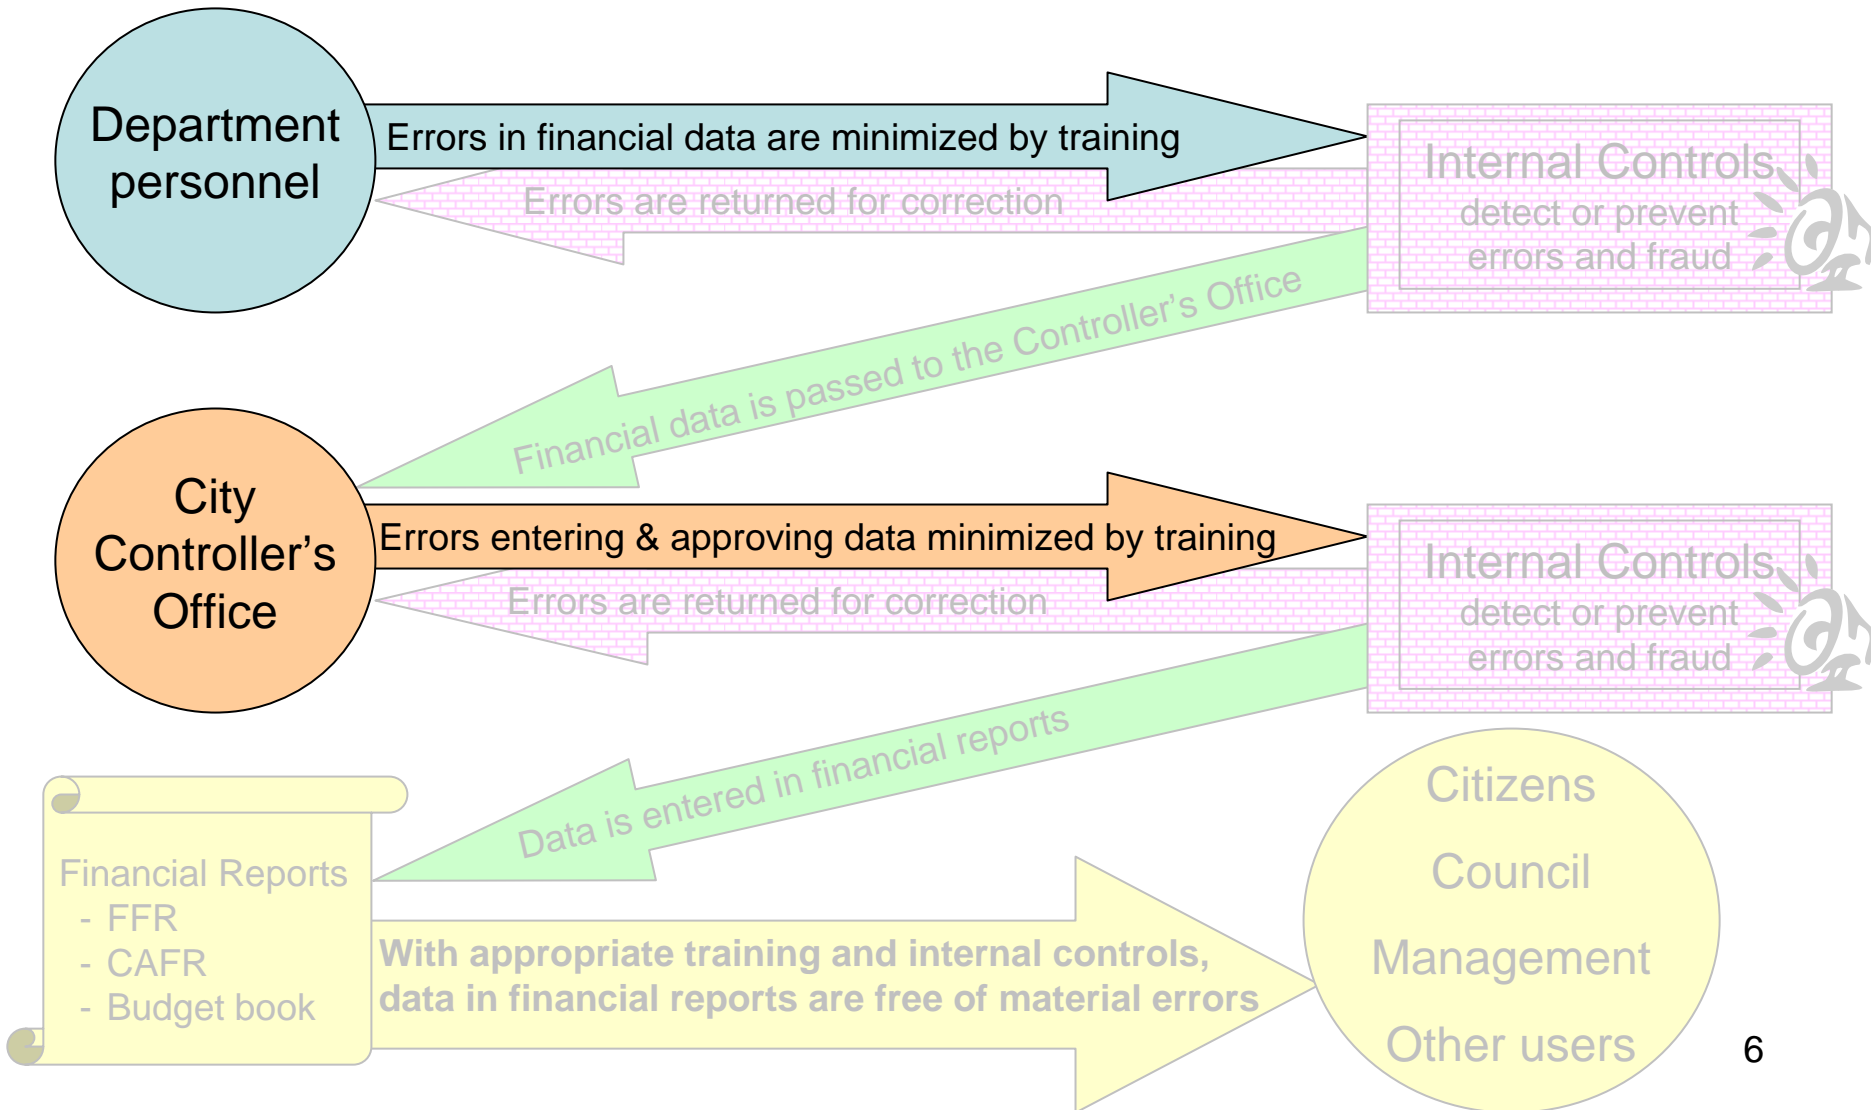 Department
personnel
Errors in financial data are minimized by training
Errors are returned for correction
Internal Controls
detect or prevent
errors and fraud
Financial data is passed to the Controller’s Office
City
Controller’s
Office
Errors entering & approving data minimized by training
Errors are returned for correction
Internal Controls
detect or prevent
errors and fraud
Data is entered in financial reports
Financial Reports
- FFR
- CAFR
- Budget book
With appropriate training and internal controls,
data in financial reports are free of material errors
Citizens
Council
Management
Other users
6